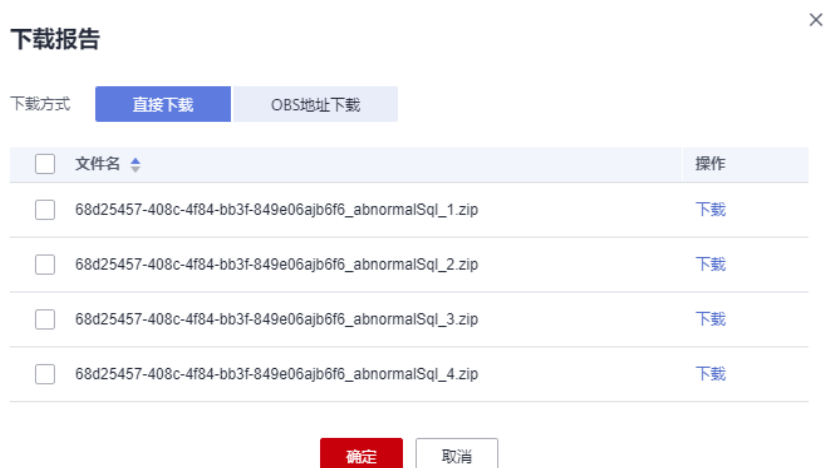 下载报告
下载方式 直接下载 OBS地址下载
文件名 操作
68d25457-408c-4f84-bb3f-849e06ajb6f6_abnormalSql_1.zip 下载
68d25457-408c-4f84-bb3f-849e06ajb6f6_abnormalSql_2.zip 下载
68d25457-408c-4f84-bb3f-849e06ajb6f6_abnormalSql_3.zip 下载
68d25457-408c-4f84-bb3f-849e06ajb6f6_abnormalSql_4.zip 下载
确定 取消